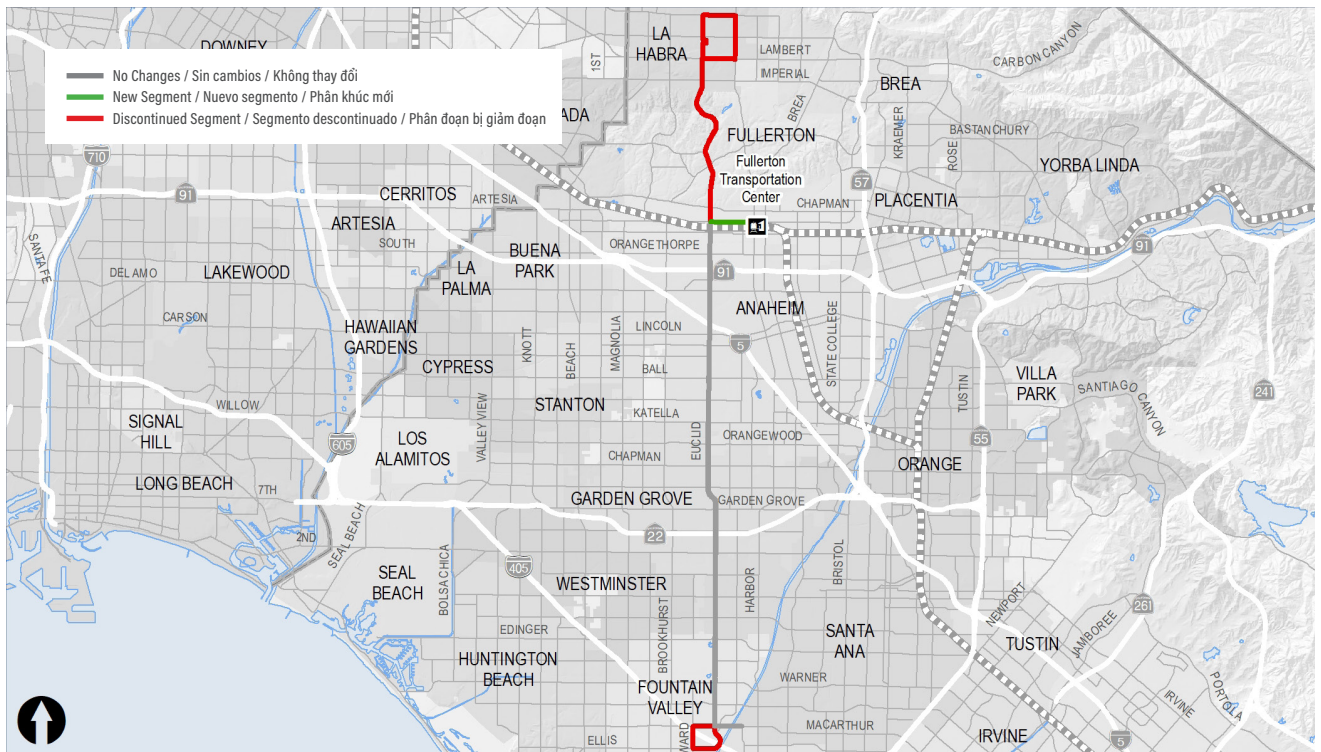 DOWNEY
No Changes / Sin cambios / Không thay đổi
New Segment / Nuevo segmento / Phân khúc mới
Discontinued Segment / Segmento descontinuado / Phân đoạn bị giảm đoạn
LA
HABRA
1ST
LAMBERT
IMPERIAL
CARBON CANYON
BREA
BREA
ADA
FULLERTON
KRAEMER
BASTANCHURY
ROSE
YORBA LINDA
710
Fullerton
Transportation
Center
91
CERRITOS
ARTESIA
57
CHAPMAN
PLACENTIA
ARTESIA
SOUTH
BUENA
PARK
ORANGETHORPE
91
SANTA FE
DEL AMO
LAKEWOOD
LA
PALMA
91
CARSON
HAWAIIAN
GARDENS
ANAHEIM
LINCOLN
KNOTT
BEACH
MAGNOLIA
5
STATE COLLEGE
CYPRESS
BALL
VILLA
PARK
SANTIAGO CANYON
241
TUSTIN
WILLOW
STANTON
KATELLA
SIGNAL
HILL
VALLEY VIEW
EUCLID
ORANGEWOOD
55
605
LOS
ALAMITOS
CHAPMAN
ORANGE
LONG BEACH
7TH
GARDEN GROVE
GARDEN GROVE
2ND
SEAL BEACH
22
405
BRISTOL
SEAL
BEACH
BOLSA CHICA
WESTMINSTER
HARBOR
NEWPORT
261
EDINGER
BROOKHURST
SANTA
ANA
TUSTIN
JAMBOREE
HUNTINGTON
BEACH
WARNER
FOUNTAIN
VALLEY
IRVINE
PORTOLA
MACARTHUR
WARD
ELLIS
IRVINE
5